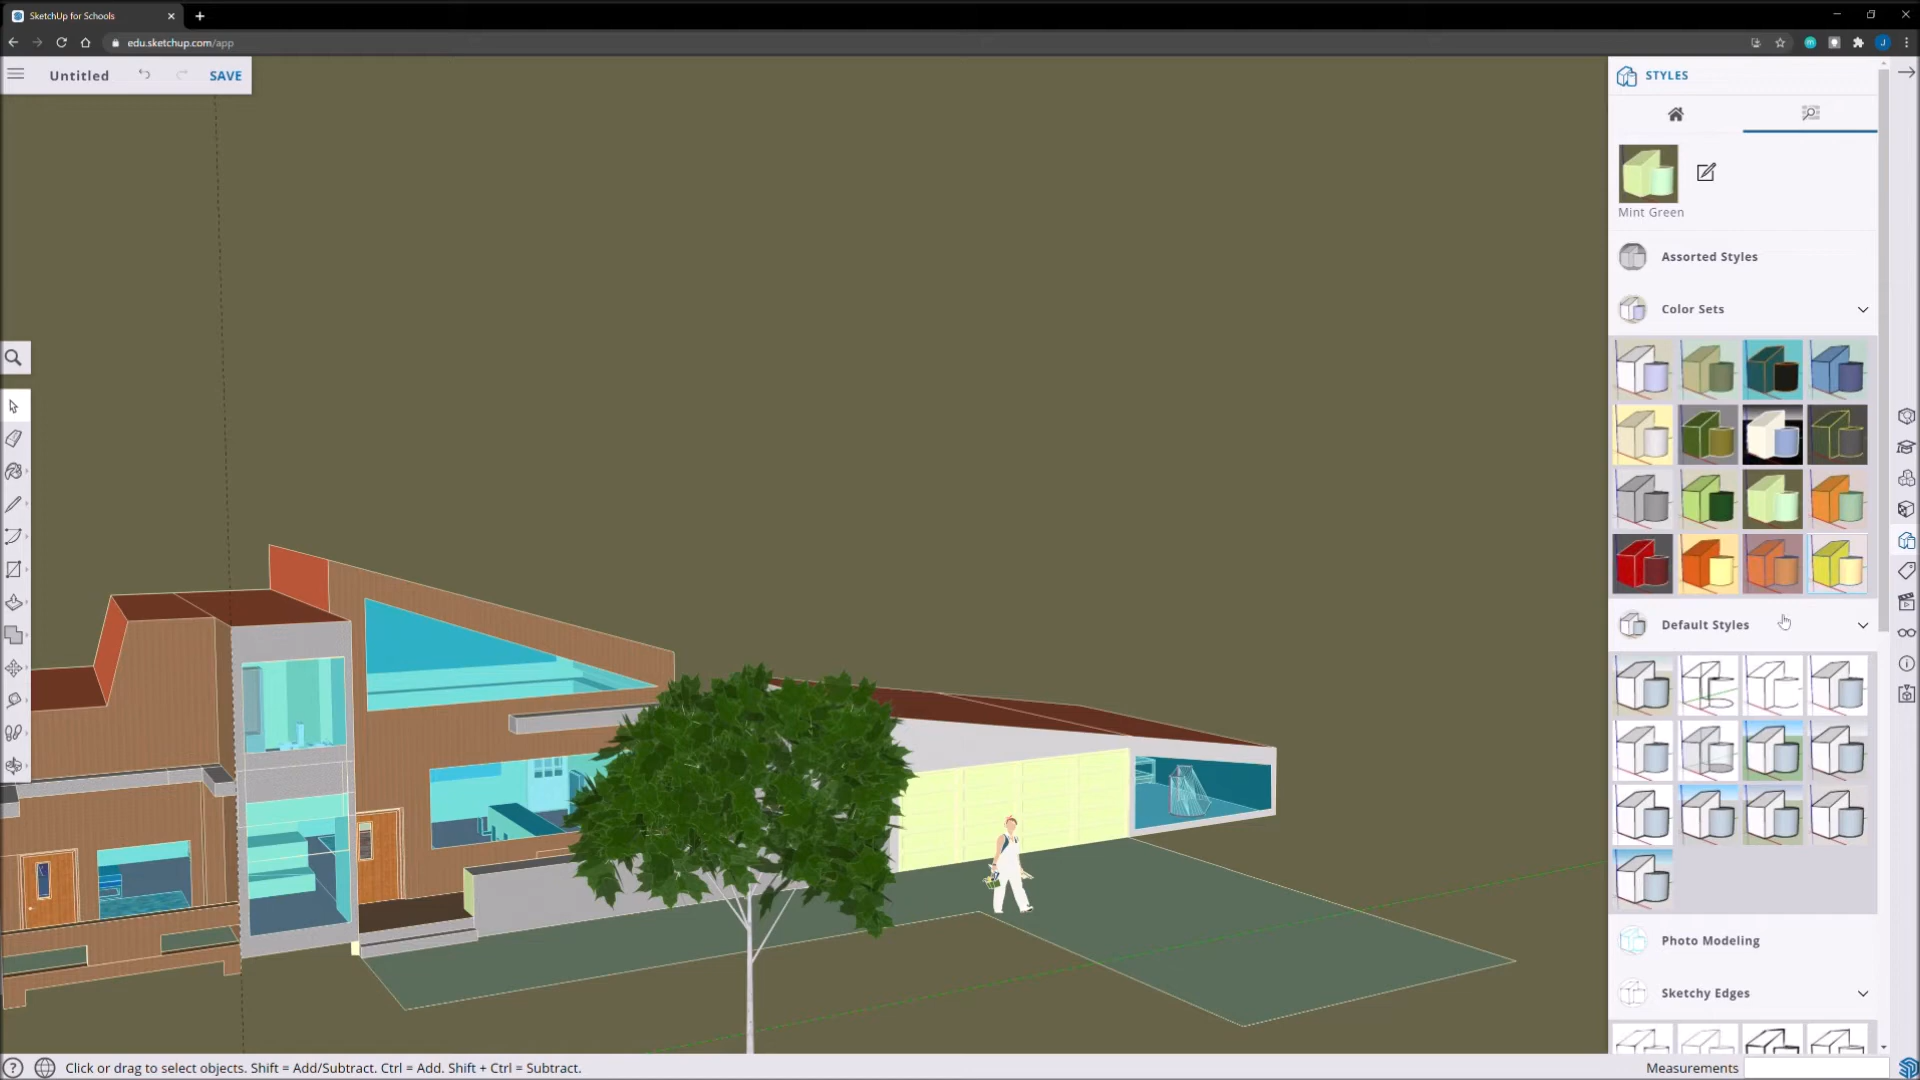 SketchUp for Schools
edu.sketchup.com/app
J
Untitled
SAVE
STYLES
Mint Green
Assorted Styles
Color Sets
Default Styles
Photo Modeling
Sketchy Edges
Click or drag to select objects. Shift = Add/Subtract. Ctrl = Add. Shift + Ctrl = Subtract.
Measurements